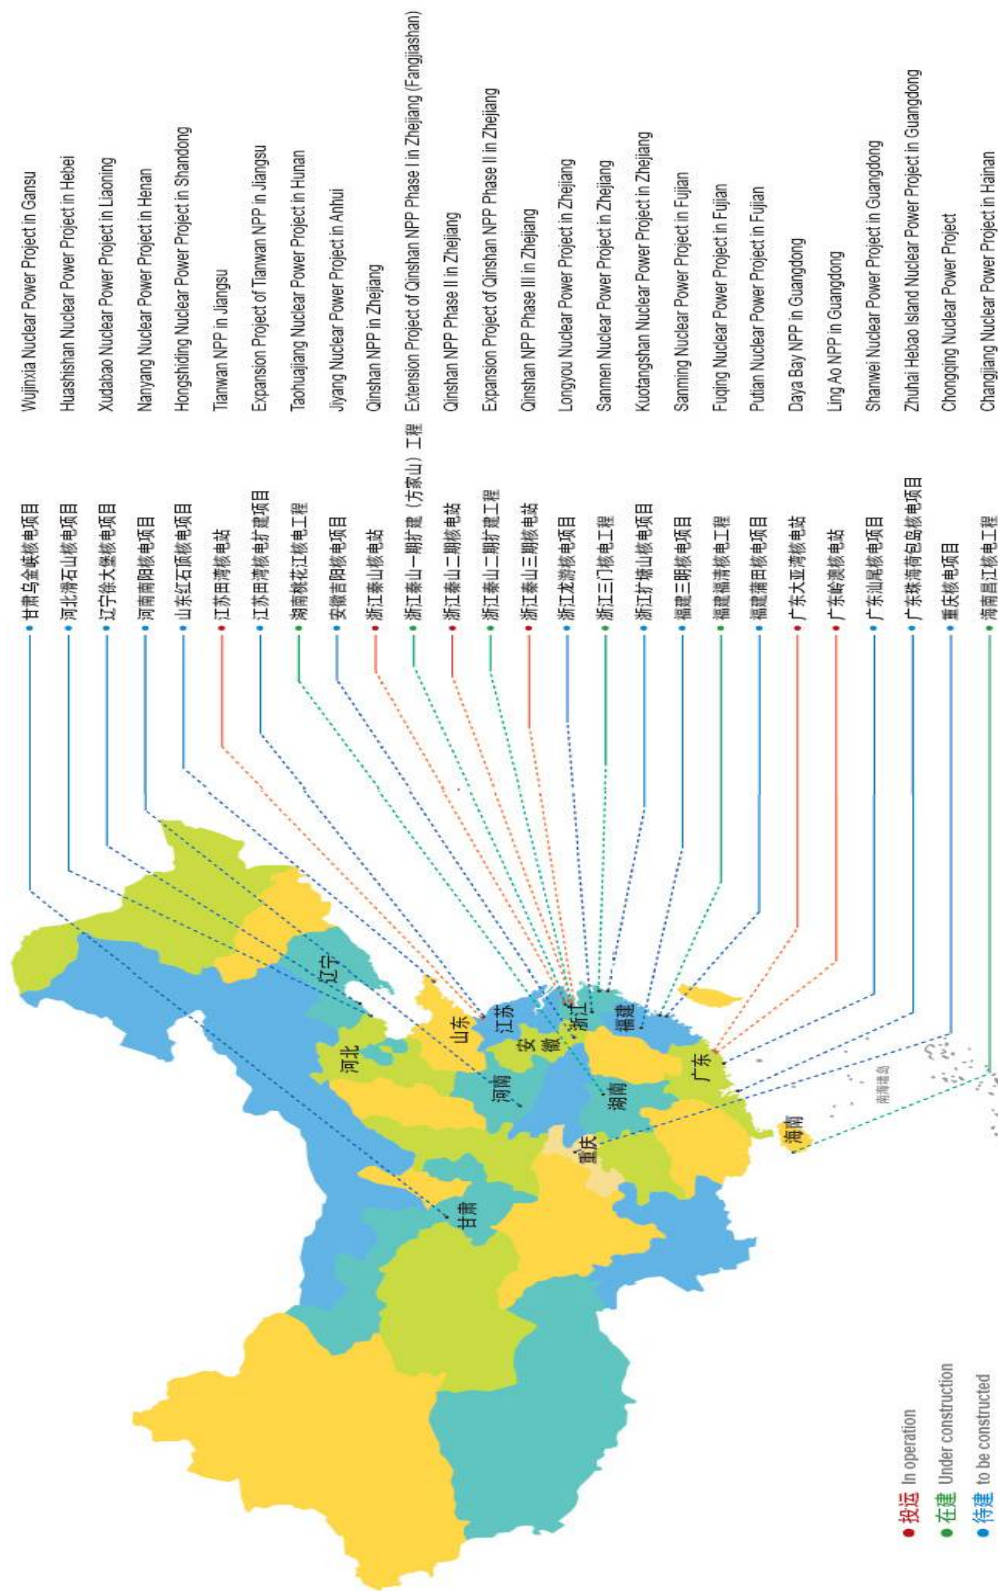 甘肃乌金峡核电项目 Wujinxia Nuclear Power Project in Gansu
河北滑石山核电项目 Huashishan Nuclear Power Project in Hebei
辽宁徐大堡核电项目 Xudabao Nuclear Power Project in Liaoning
河南南阳核电项目 Nanyang Nuclear Power Project in Henan
山东红石顶核电项目 Hongshiding Nuclear Power Project in Shandong
江苏田湾核电站 Tianwan NPP in Jiangsu
江苏田湾核电扩建项目 Expansion Project of Tianwan NPP in Jiangsu
湖南桃花江核电工程 Taohuajiang Nuclear Power Project in Hunan
安徽吉阳核电项目 Jiyang Nuclear Power Project in Anhui
浙江秦山核电站 Qinshan NPP in Zhejiang
浙江秦山一期扩建（方家山）工程 Extension Project of Qinshan NPP Phase I in Zhejiang (Fangjiashan)
浙江秦山二期核电站 Qinshan NPP Phase II in Zhejiang
浙江秦山二期扩建工程 Expansion Project of Qinshan NPP Phase II in Zhejiang
浙江秦山三期核电站 Qinshan NPP Phase III in Zhejiang
浙江龙游核电项目 Longyou Nuclear Power Project in Zhejiang
浙江三门核电工程 Sanmen Nuclear Power Project in Zhejiang
浙江扩塘山核电项目 Kuotangshan Nuclear Power Project in Zhejiang
福建三明核电项目 Sanming Nuclear Power Project in Fujian
福建福清核电工程 Fuqing Nuclear Power Project in Fujian
福建莆田核电项目 Putian Nuclear Power Project in Fujian
广东大亚湾核电站 Daya Bay NPP in Guangdong
广东岭澳核电站 Ling Ao NPP in Guangdong
广东汕尾核电项目 Shanwei Nuclear Power Project in Guangdong
广东珠海荷包岛核电项目 Zhuhai Hebao Island Nuclear Power Project in Guangdong
重庆核电项目 Chongqing Nuclear Power Project
海南昌江核电工程 Changjiang Nuclear Power Project in Hainan
辽宁
河北
山东
江苏
河南
安徽
浙江
福建
湖南
重庆
甘肃
广东
海南
南海诸岛
投运 In operation
在建 Under construction
待建 to be constructed